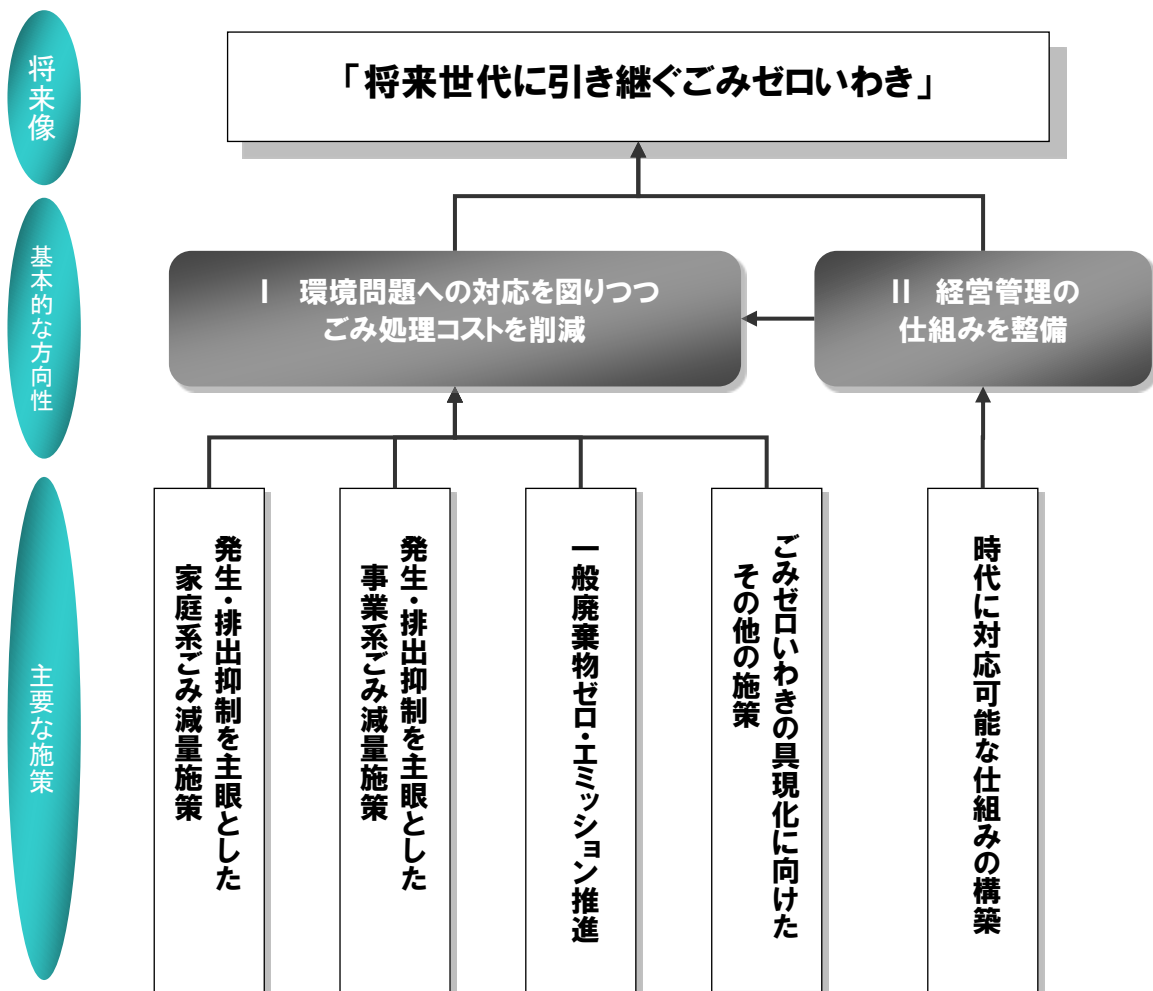 将来像
「将来世代に引き継ぐごみゼロいわき」
基本的な方向性
Ⅰ 環境問題への対応を図りつつ
ごみ処理コストを削減
II 経営管理の
仕組みを整備
主要な施策
発生・排出抑制を主眼とした
家庭系ごみ減量施策
発生・排出抑制を主眼とした
事業系ごみ減量施策
一般廃棄物ゼロ・エミッション推進
ごみゼロいわきの具現化に向けた
その他の施策
時代に対応可能な仕組みの構築